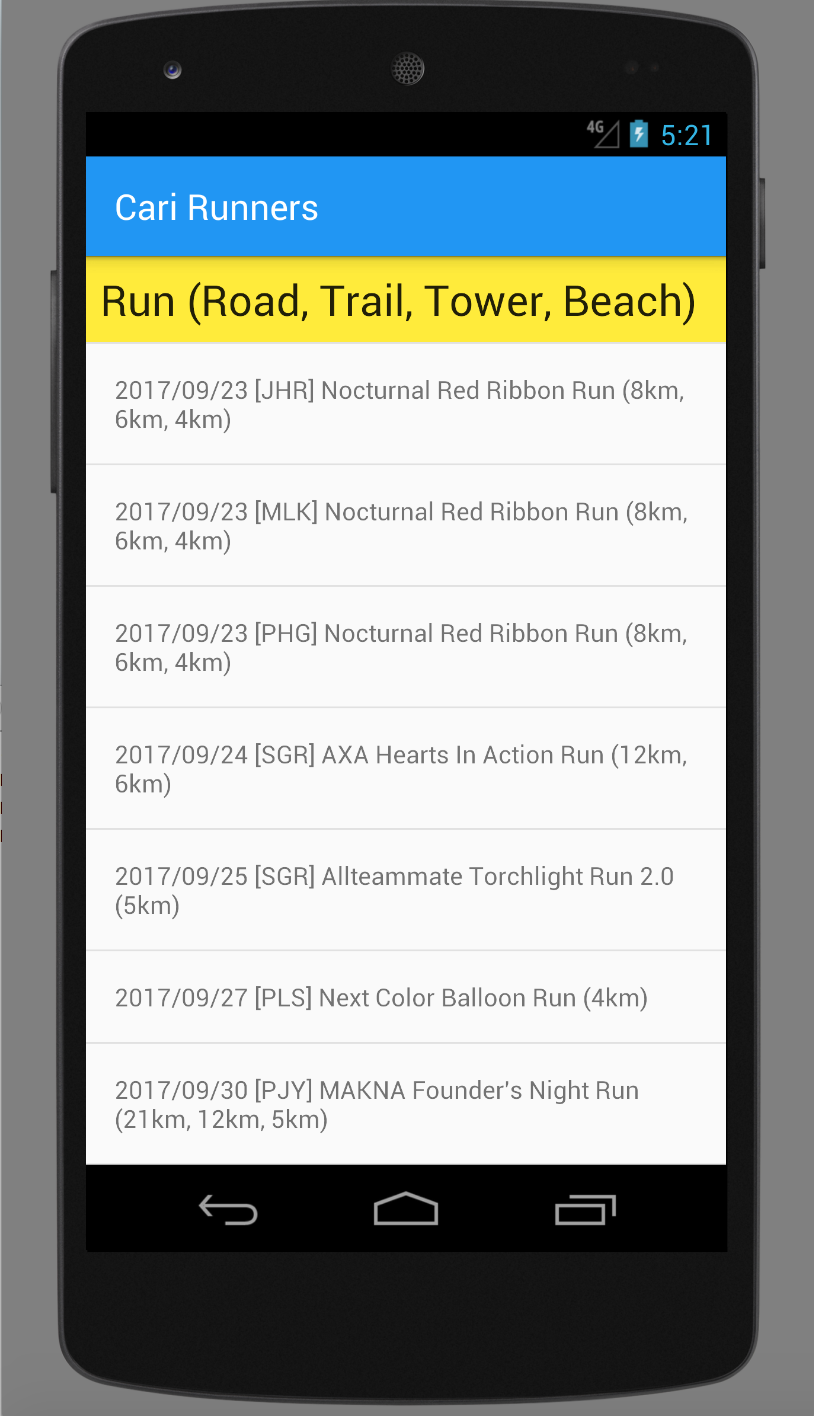 4G 5:21
Cari Runners
Run (Road, Trail, Tower, Beach)
2017/09/23 [JHR] Nocturnal Red Ribbon Run (8km,
6km, 4km)
2017/09/23 [MLK] Nocturnal Red Ribbon Run (8km,
6km, 4km)
2017/09/23 [PHG] Nocturnal Red Ribbon Run (8km,
6km, 4km)
2017/09/24 [SGR] AXA Hearts In Action Run (12km,
6km)
2017/09/25 [SGR] Allteammate Torchlight Run 2.0
(5km)
2017/09/27 [PLS] Next Color Balloon Run (4km)
2017/09/30 [PJY] MAKNA Founder's Night Run
(21km, 12km, 5km)